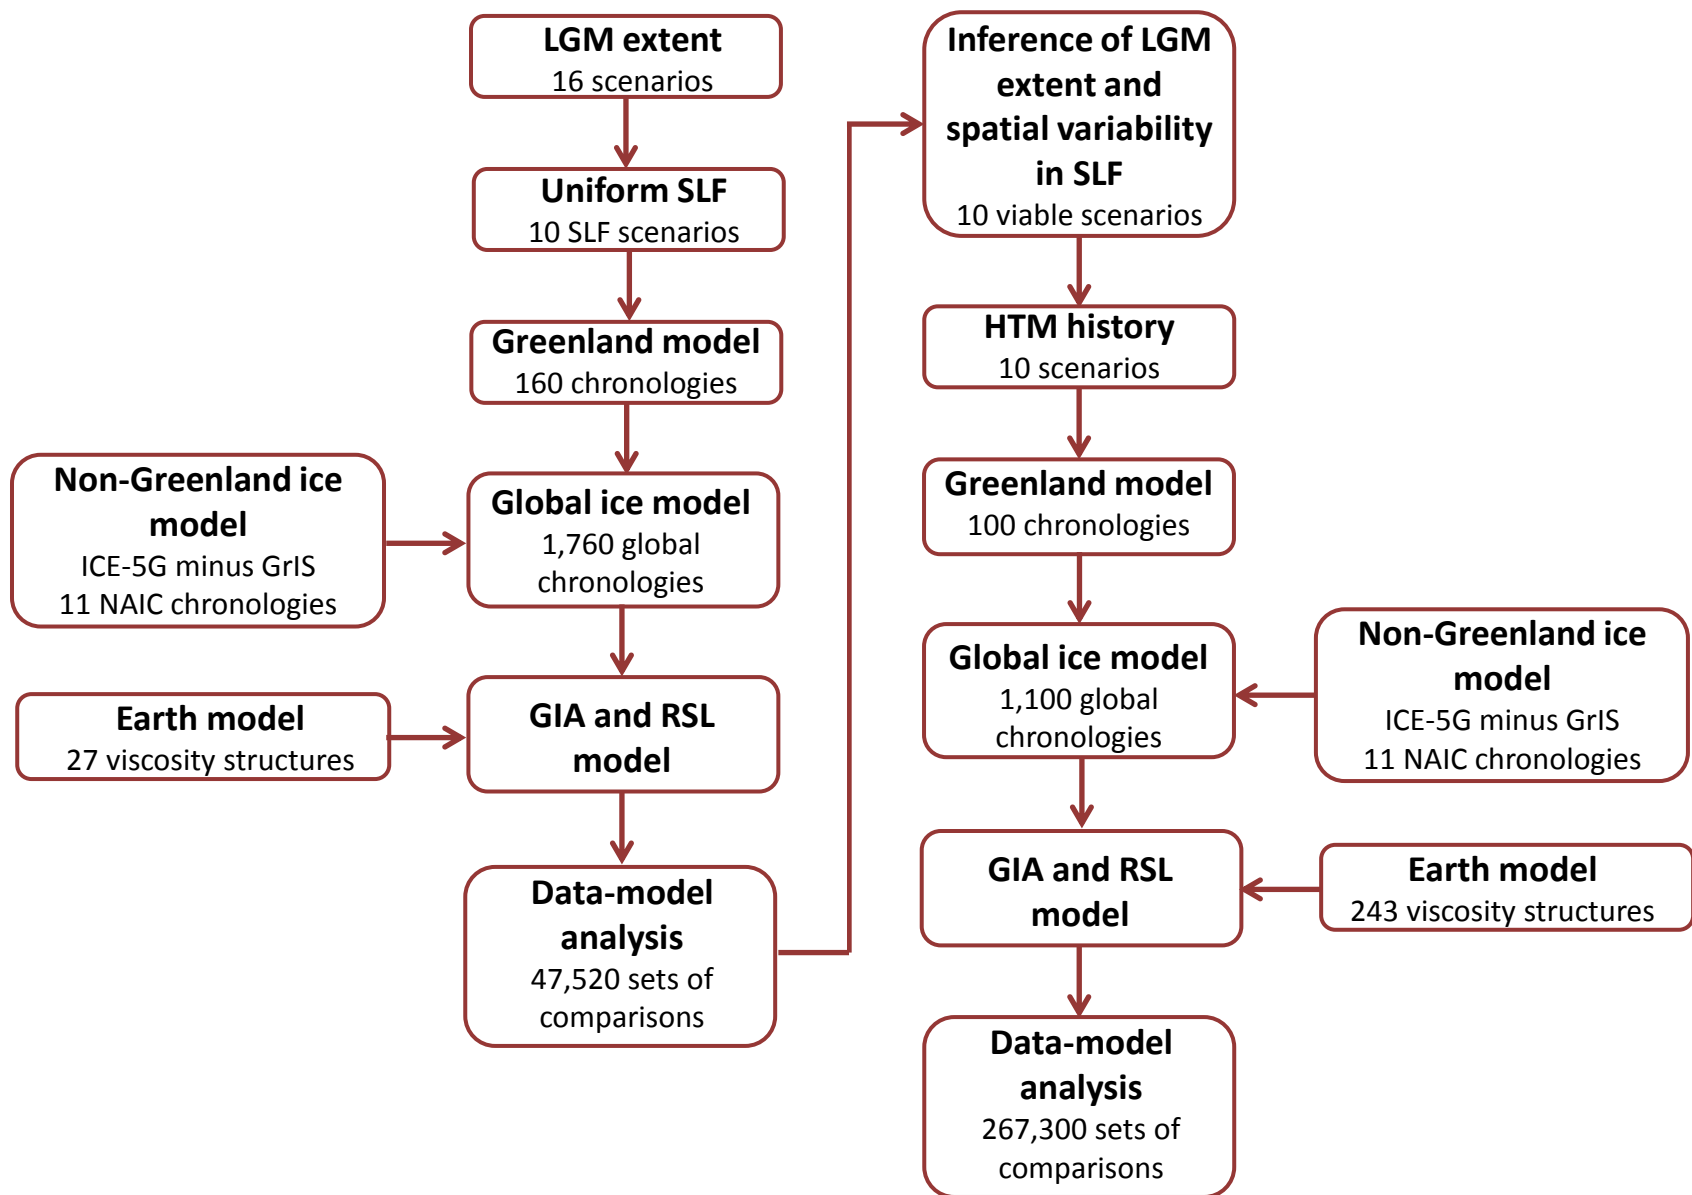 LGM extent
16 scenarios
Uniform SLF
10 SLF scenarios
Greenland model
160 chronologies
Non-Greenland ice
model
ICE-5G minus GrIS
11 NAIC chronologies
Global ice model
1,760 global
chronologies
Earth model
27 viscosity structures
GIA and RSL
model
Data-model
analysis
47,520 sets of
comparisons
Inference of LGM
extent and
spatial variability
in SLF
10 viable scenarios
HTM history
10 scenarios
Greenland model
100 chronologies
Global ice model
1,100 global
chronologies
Non-Greenland ice
model
ICE-5G minus GrIS
11 NAIC chronologies
GIA and RSL
model
Earth model
243 viscosity structures
Data-model
analysis
267,300 sets of
comparisons